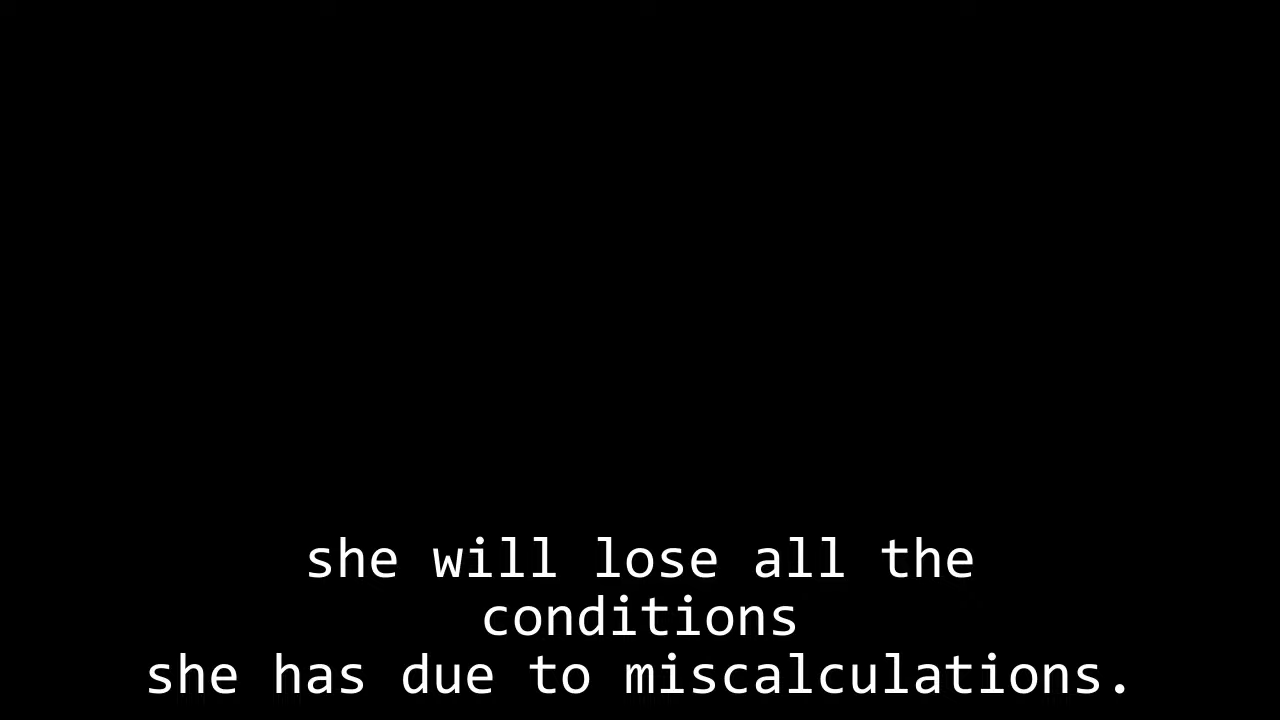 she will lose all the
conditions
she has due to miscalculations.